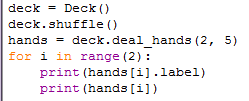 deck = Deck()
deck.shuffle()
hands = deck.deal_hands(2, 5)
for i in range(2):
    print(hands[i].label)
    print(hands[i])